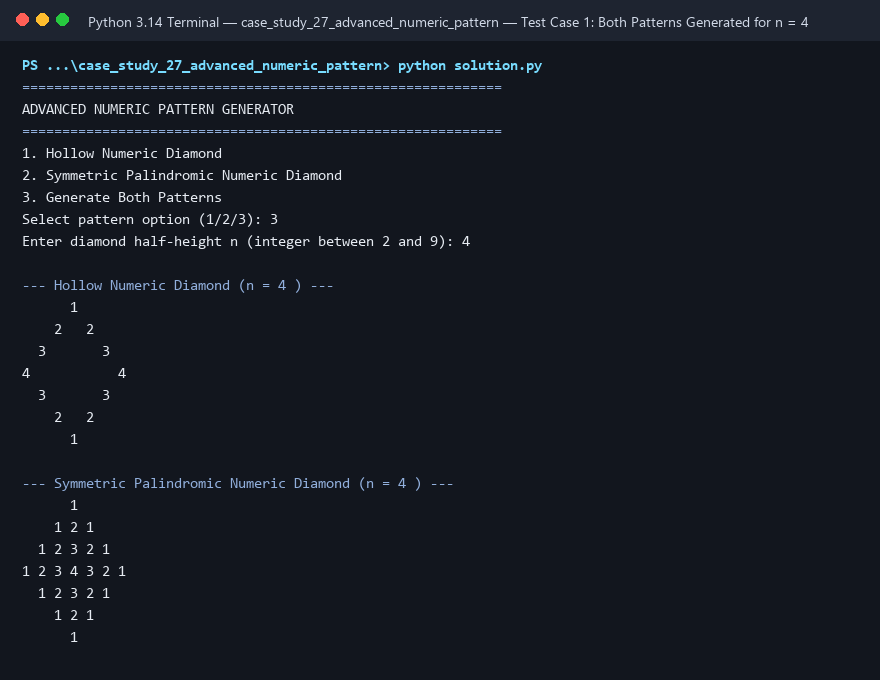 Python 3.14 Terminal — case_study_27_advanced_numeric_pattern — Test Case 1: Both Patterns Generated for n = 4
PS ...\case_study_27_advanced_numeric_pattern> python solution.py
============================================================
ADVANCED NUMERIC PATTERN GENERATOR
============================================================
1. Hollow Numeric Diamond
2. Symmetric Palindromic Numeric Diamond
3. Generate Both Patterns
Select pattern option (1/2/3): 3
Enter diamond half-height n (integer between 2 and 9): 4

--- Hollow Numeric Diamond (n = 4 ) ---
      1
    2   2
  3       3
4           4
  3       3
    2   2
      1

--- Symmetric Palindromic Numeric Diamond (n = 4 ) ---
      1
    1 2 1
  1 2 3 2 1
1 2 3 4 3 2 1
  1 2 3 2 1
    1 2 1
      1